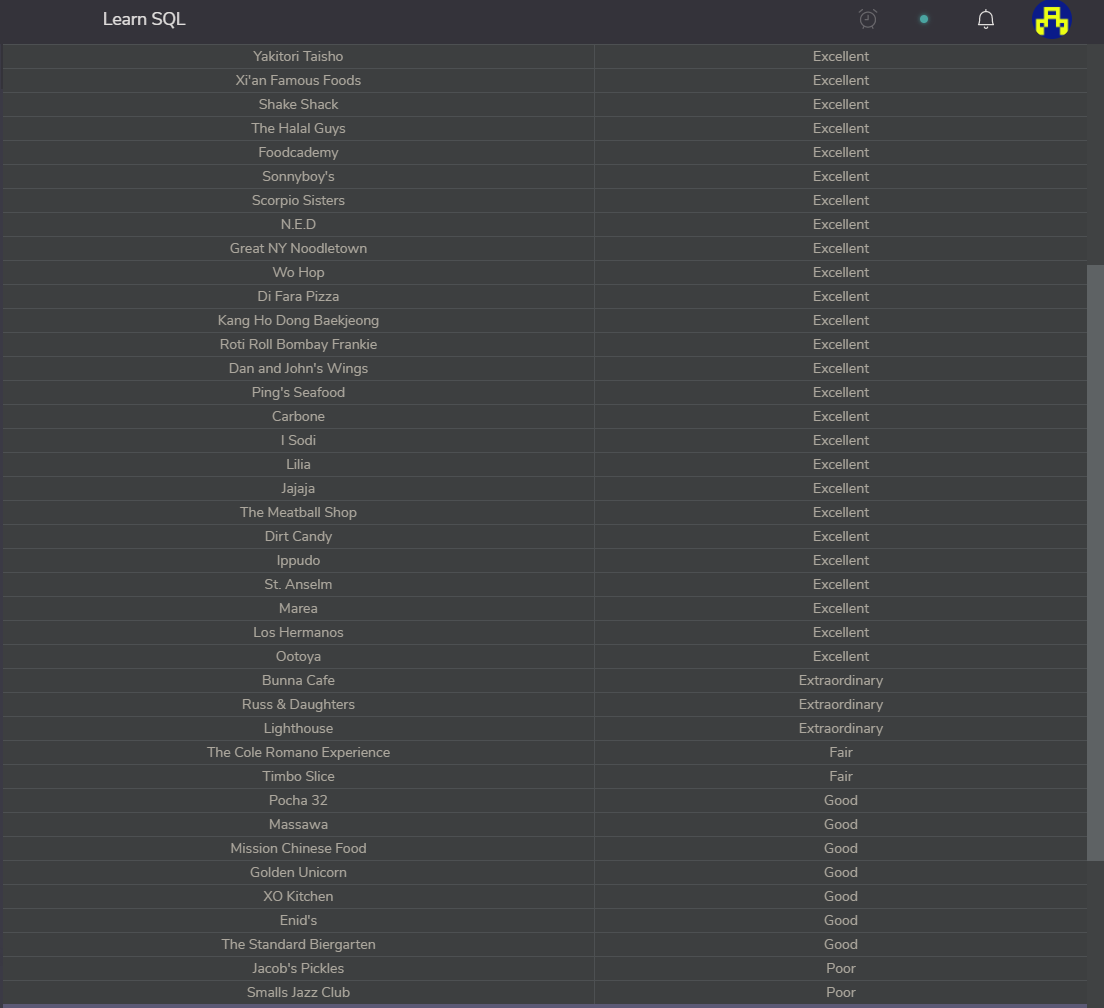 Learn SQL
Yakitori Taisho Excellent
Xi'an Famous Foods Excellent
Shake Shack Excellent
The Halal Guys Excellent
Foodcademy Excellent
Sonnyboy's Excellent
Scorpio Sisters Excellent
N.E.D Excellent
Great NY Noodletown Excellent
Wo Hop Excellent
Di Fara Pizza Excellent
Kang Ho Dong Baekjeong Excellent
Roti Roll Bombay Frankie Excellent
Dan and John's Wings Excellent
Ping's Seafood Excellent
Carbone Excellent
I Sodi Excellent
Lilia Excellent
Jajaja Excellent
The Meatball Shop Excellent
Dirt Candy Excellent
Ippudo Excellent
St. Anselm Excellent
Marea Excellent
Los Hermanos Excellent
Ootoya Excellent
Bunna Cafe Extraordinary
Russ & Daughters Extraordinary
Lighthouse Extraordinary
The Cole Romano Experience Fair
Timbo Slice Fair
Pocha 32 Good
Massawa Good
Mission Chinese Food Good
Golden Unicorn Good
XO Kitchen Good
Enid's Good
The Standard Biergarten Good
Jacob's Pickles Poor
Smalls Jazz Club Poor